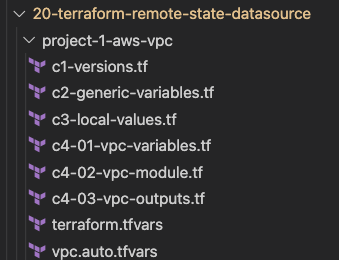 20-terraform-remote-state-datasource
project-1-aws-vpc
c1-versions.tf
c2-generic-variables.tf
c3-local-values.tf
c4-01-vpc-variables.tf
c4-02-vpc-module.tf
c4-03-vpc-outputs.tf
terraform.tfvars
vpc.auto.tfvars